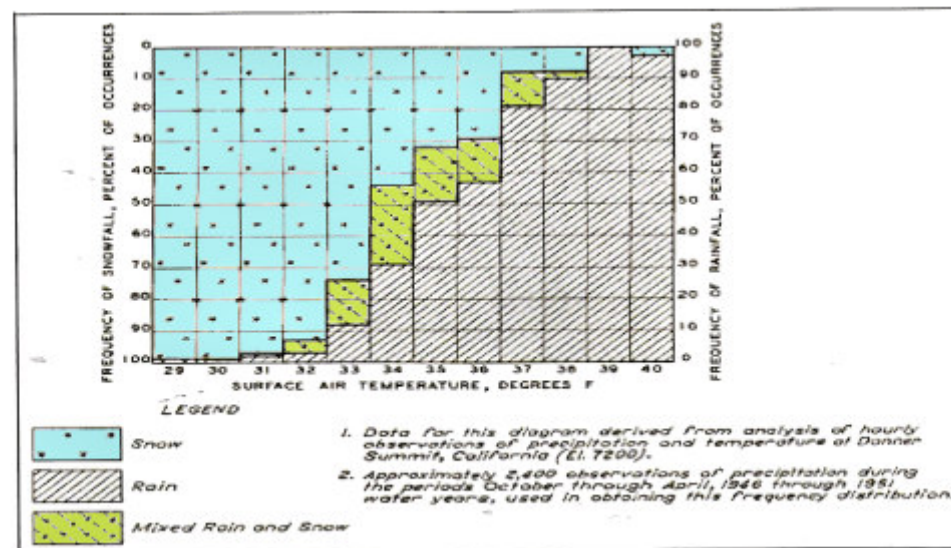 FREQUENCY OF SNOWFALL, PERCENT OF OCCURRENCES
0
10
20
30
40
50
60
70
80
90
100
29 30 31 32 33 34 35 36 37 38 39 40
SURFACE AIR TEMPERATURE, DEGREES F
100
90
80
70
60
50
40
30
20
10
0
FREQUENCY OF RAINFALL, PERCENT OF OCCURRENCES
LEGEND
Snow
Rain
Mixed Rain and Snow
1. Data for this diagram derived from analysis of hourly
observations of precipitation and temperature at Donner
Summit, California (El. 7200).
2. Approximately 2,400 observations of precipitation during
the periods October through April, 1946 through 1951
water years, used in obtaining this frequency distribution.